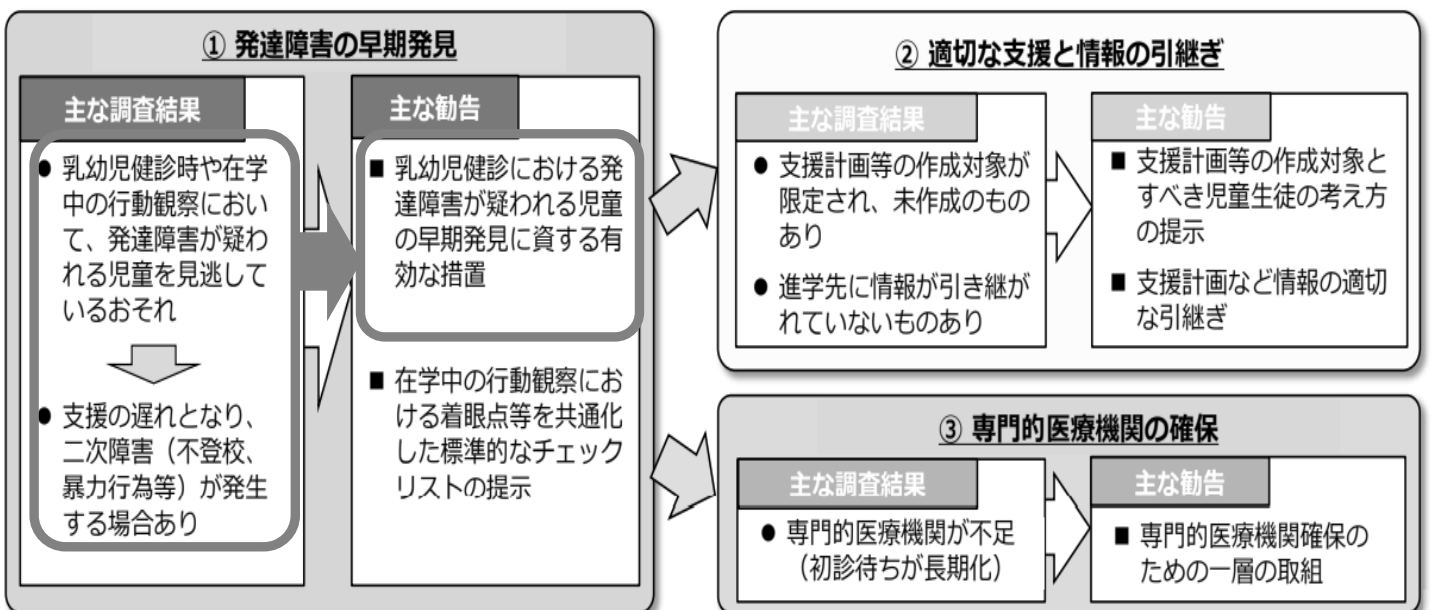 ① 発達障害の早期発見
主な調査結果
● 乳幼児健診時や在学
中の行動観察におい
て、発達障害が疑わ
れる児童を見逃して
いるおそれ
● 支援の遅れとなり、
二次障害（不登校、
暴力行為等）が発生
する場合あり
主な勧告
■ 乳幼児健診における発
達障害が疑われる児童
の早期発見に資する有
効な措置
■ 在学中の行動観察にお
ける着眼点等を共通化
した標準的なチェック
リストの提示
② 適切な支援と情報の引継ぎ
主な調査結果
● 支援計画等の作成対象が
限定され、未作成のもの
あり
● 進学先に情報が引き継が
れていないものあり
主な勧告
■ 支援計画等の作成対象と
すべき児童生徒の考え方
の提示
■ 支援計画など情報の適切
な引継ぎ
③ 専門的医療機関の確保
主な調査結果
● 専門的医療機関が不足
（初診待ちが長期化）
主な勧告
■ 専門的医療機関確保の
ための一層の取組